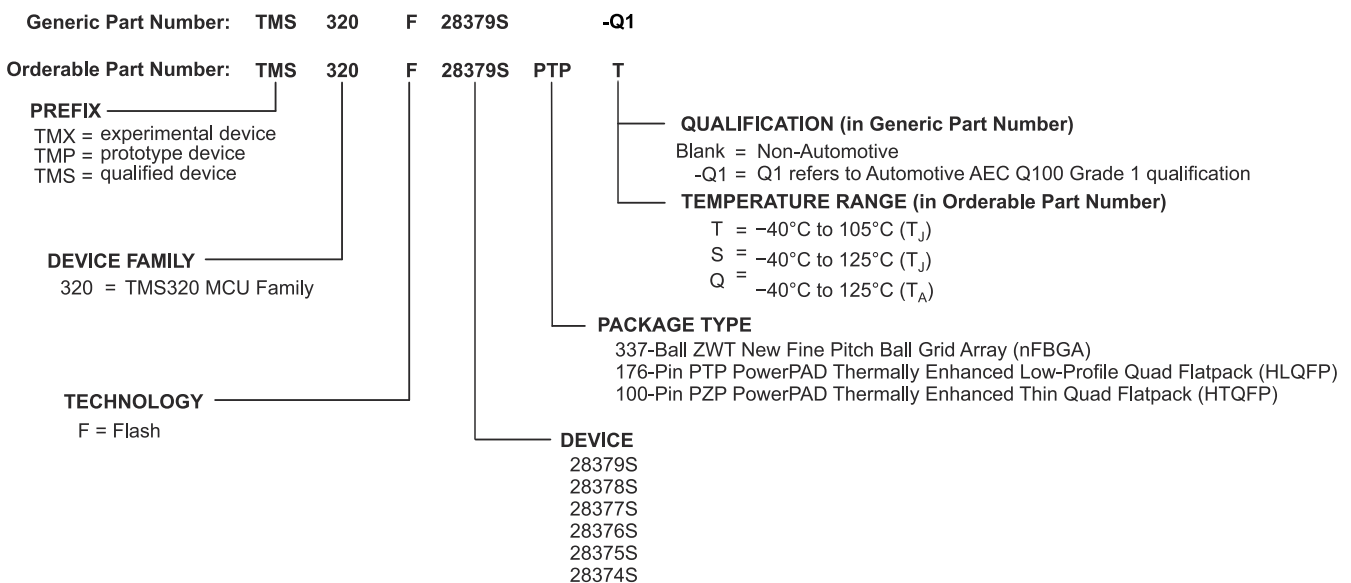 Generic Part Number: TMS 320 F 28379S -Q1
Orderable Part Number: TMS 320 F 28379S PTP T
PREFIX
TMX = experimental device
TMP = prototype device
TMS = qualified device
QUALIFICATION (in Generic Part Number)
Blank = Non-Automotive
-Q1 = Q1 refers to Automotive AEC Q100 Grade 1 qualification
TEMPERATURE RANGE (in Orderable Part Number)
T = −40°C to 105°C (TJ)
S = −40°C to 125°C (TJ)
Q = −40°C to 125°C (TA)
DEVICE FAMILY
320 = TMS320 MCU Family
PACKAGE TYPE
337-Ball ZWT New Fine Pitch Ball Grid Array (nFBGA)
176-Pin PTP PowerPAD Thermally Enhanced Low-Profile Quad Flatpack (HLQFP)
100-Pin PZP PowerPAD Thermally Enhanced Thin Quad Flatpack (HTQFP)
TECHNOLOGY
F = Flash
DEVICE
28379S
28378S
28377S
28376S
28375S
28374S